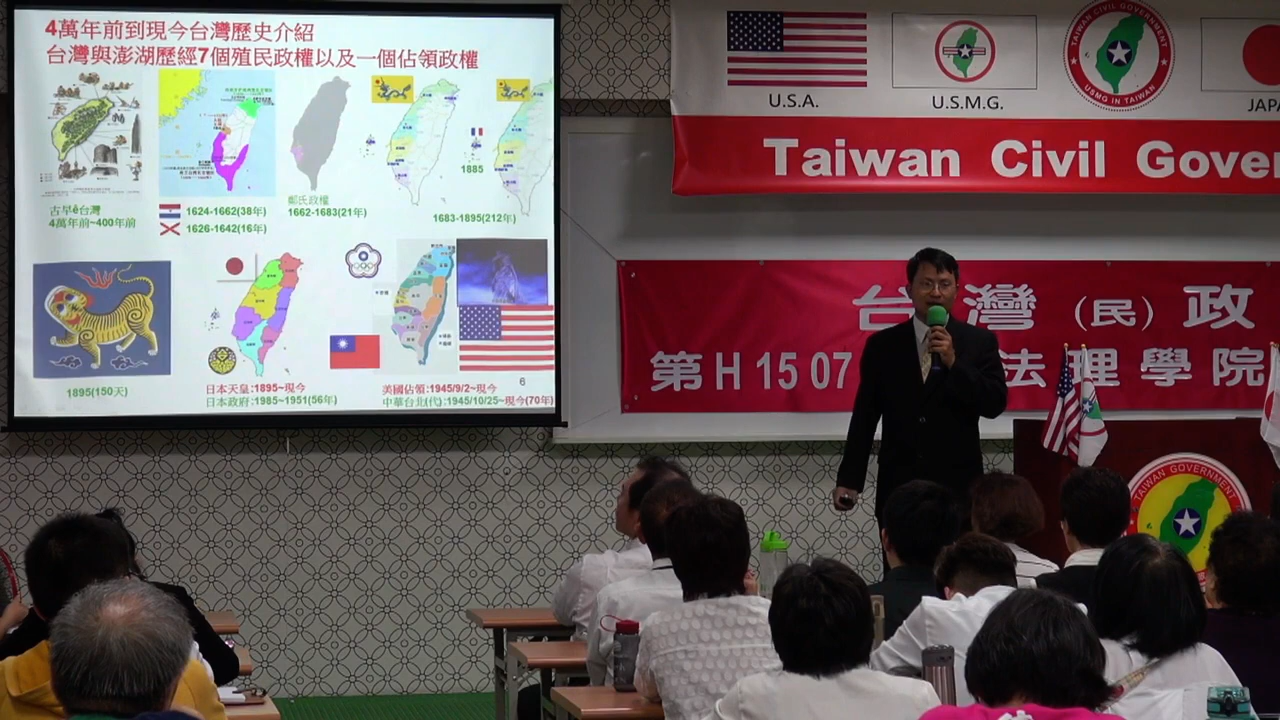 4萬年前到現今台灣歷史介紹
台灣與澎湖歷經7個殖民政權以及一個佔領政權
1885
古早ê台灣
4萬年前~400年前
1624-1662(38年)
1626-1642(16年)
鄭氏政權
1662-1683(21年)
1683-1895(212年)
1895(150天)
日本天皇:1895~現今
日本政府:1985~1951(56年)
美國佔領:1945/9/2~現今
中華台北(代):1945/10/25~現今(70年)
6
U.S.A.
U.S.M.G.
TAIWAN CIVIL GOVERNMENT
USMG IN TAIWAN
JAPA
Taiwan Civil Gover
台灣(民)政
第H 15 07
法理學院
TAIWAN GOVERNMENT